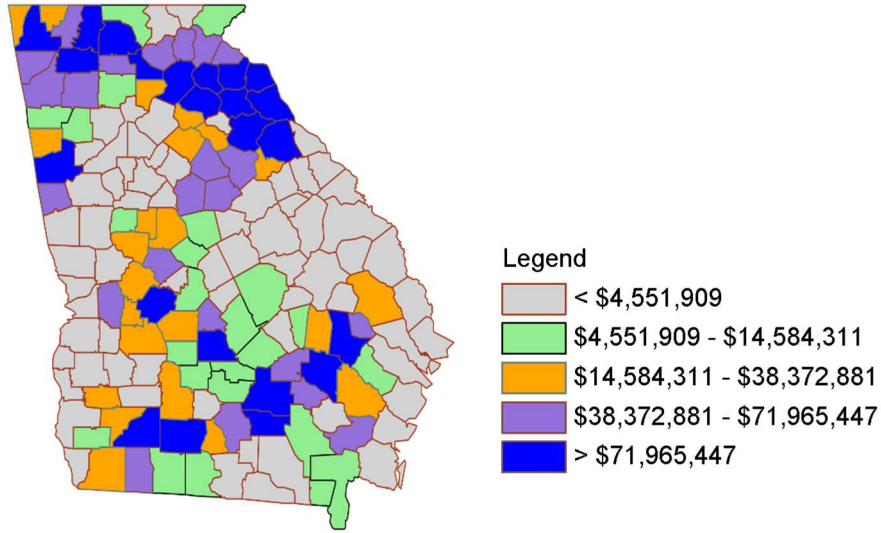 Legend
< $4,551,909
$4,551,909 - $14,584,311
$14,584,311 - $38,372,881
$38,372,881 - $71,965,447
> $71,965,447